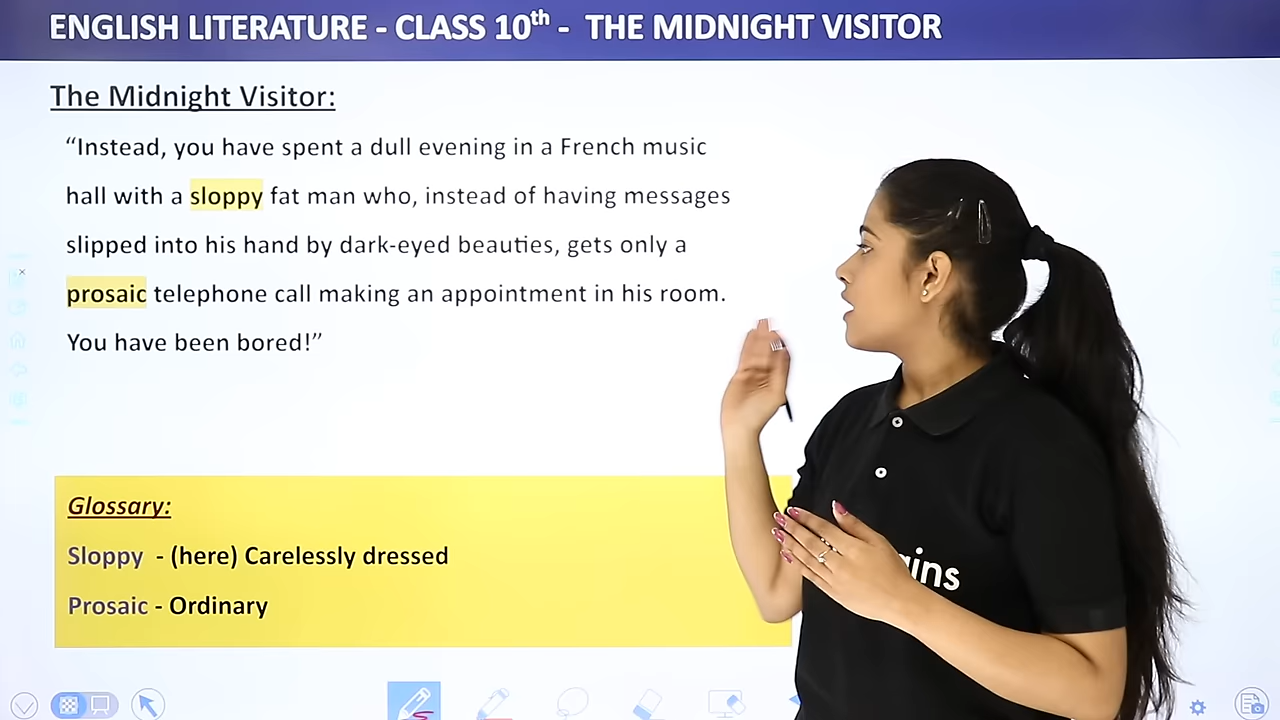 ENGLISH LITERATURE - CLASS 10th - THE MIDNIGHT VISITOR
The Midnight Visitor:
“Instead, you have spent a dull evening in a French music
hall with a sloppy fat man who, instead of having messages
slipped into his hand by dark-eyed beauties, gets only a
prosaic telephone call making an appointment in his room.
You have been bored!”
Glossary:
Sloppy - (here) Carelessly dressed
Prosaic - Ordinary